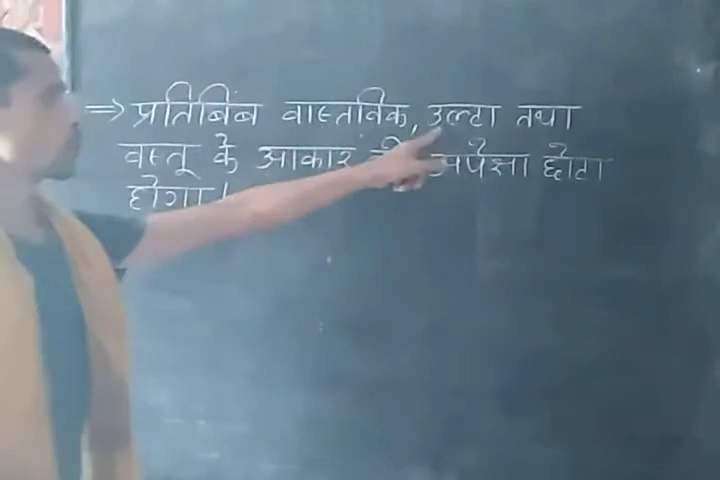 ⇒ प्रतिबिंब वास्तविक, उल्टा तथा
वस्तू के आकार की अपेक्षा छोटा
होगा।